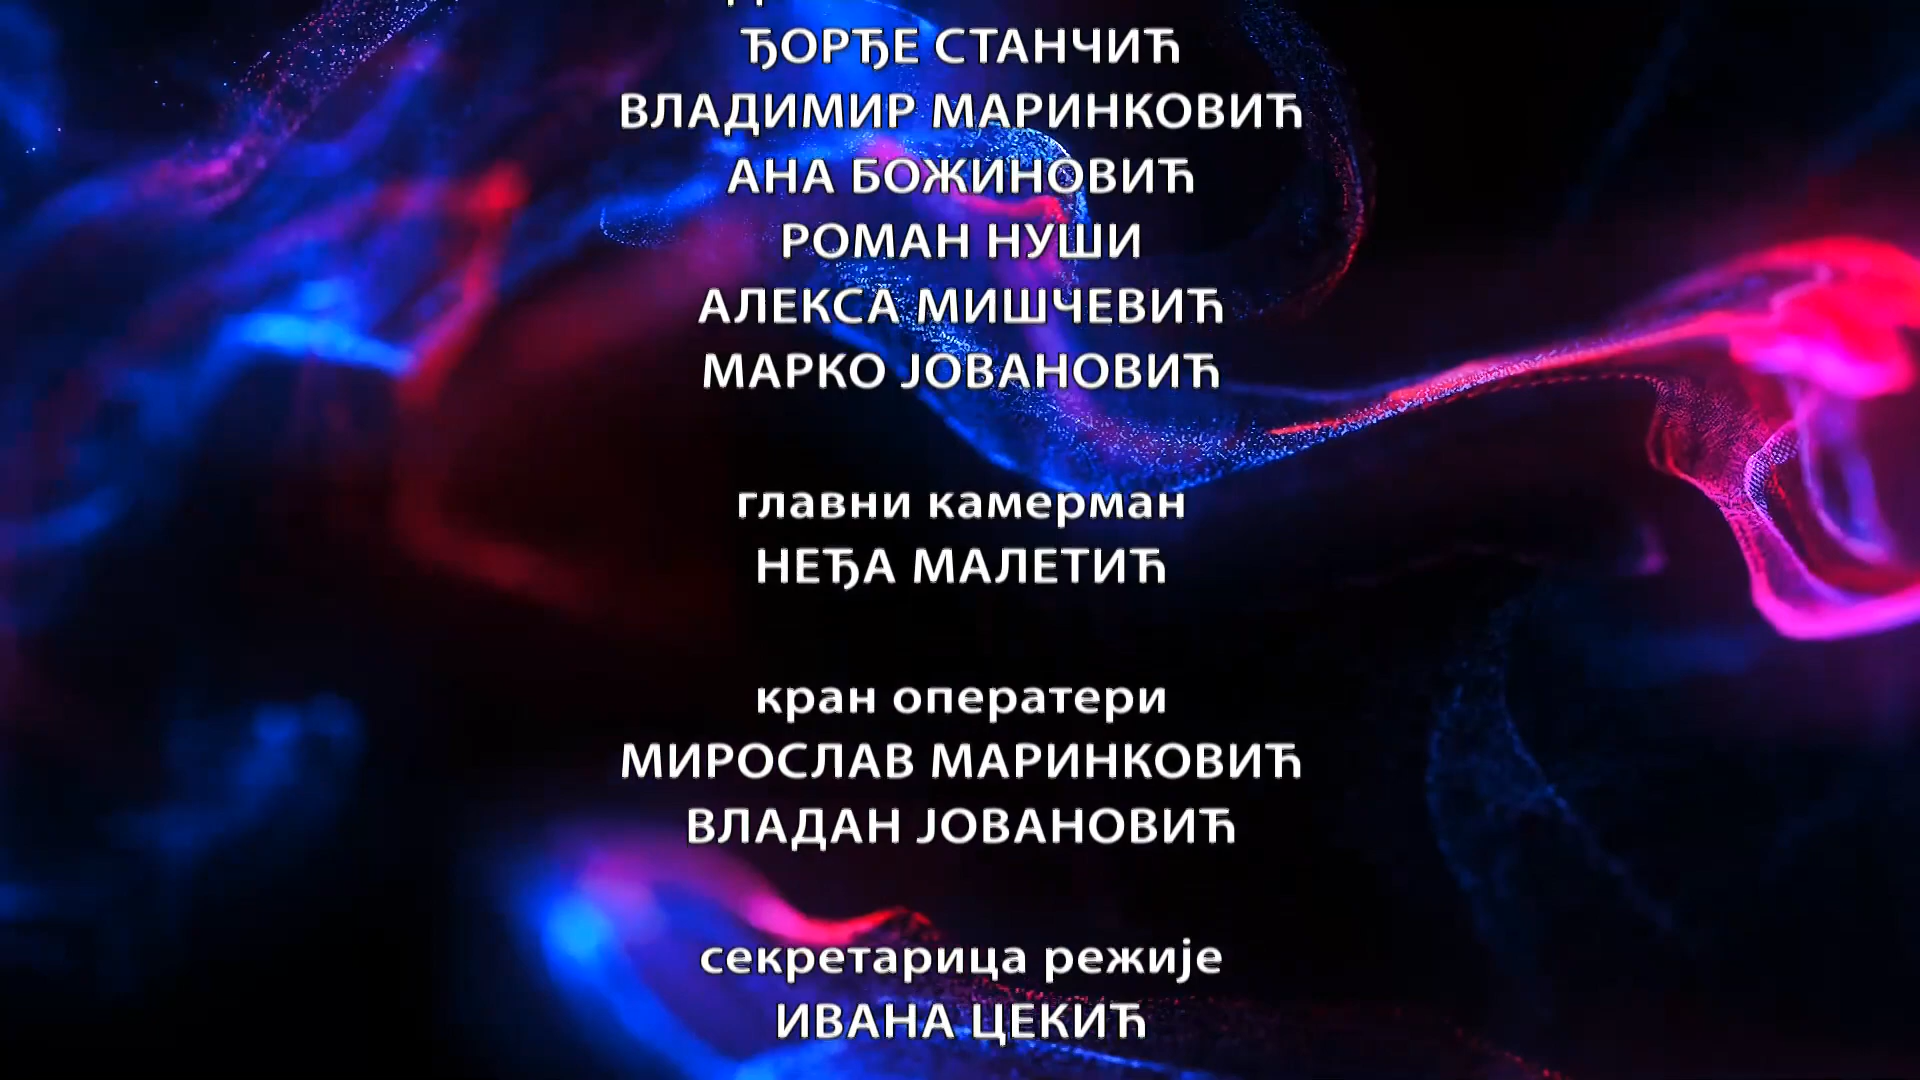 ЂОРЂЕ СТАНЧИЋ
ВЛАДИМИР МАРИНКОВИЋ
АНА БОЖИНОВИЋ
РОМАН НУШИ
АЛЕКСА МИШЧЕВИЋ
МАРКО ЈОВАНОВИЋ
главни камерман
НЕЂА МАЛЕТИЋ
кран оператери
МИРОСЛАВ МАРИНКОВИЋ
ВЛАДАН ЈОВАНОВИЋ
секретарица режије
ИВАНА ЦЕКИЋ